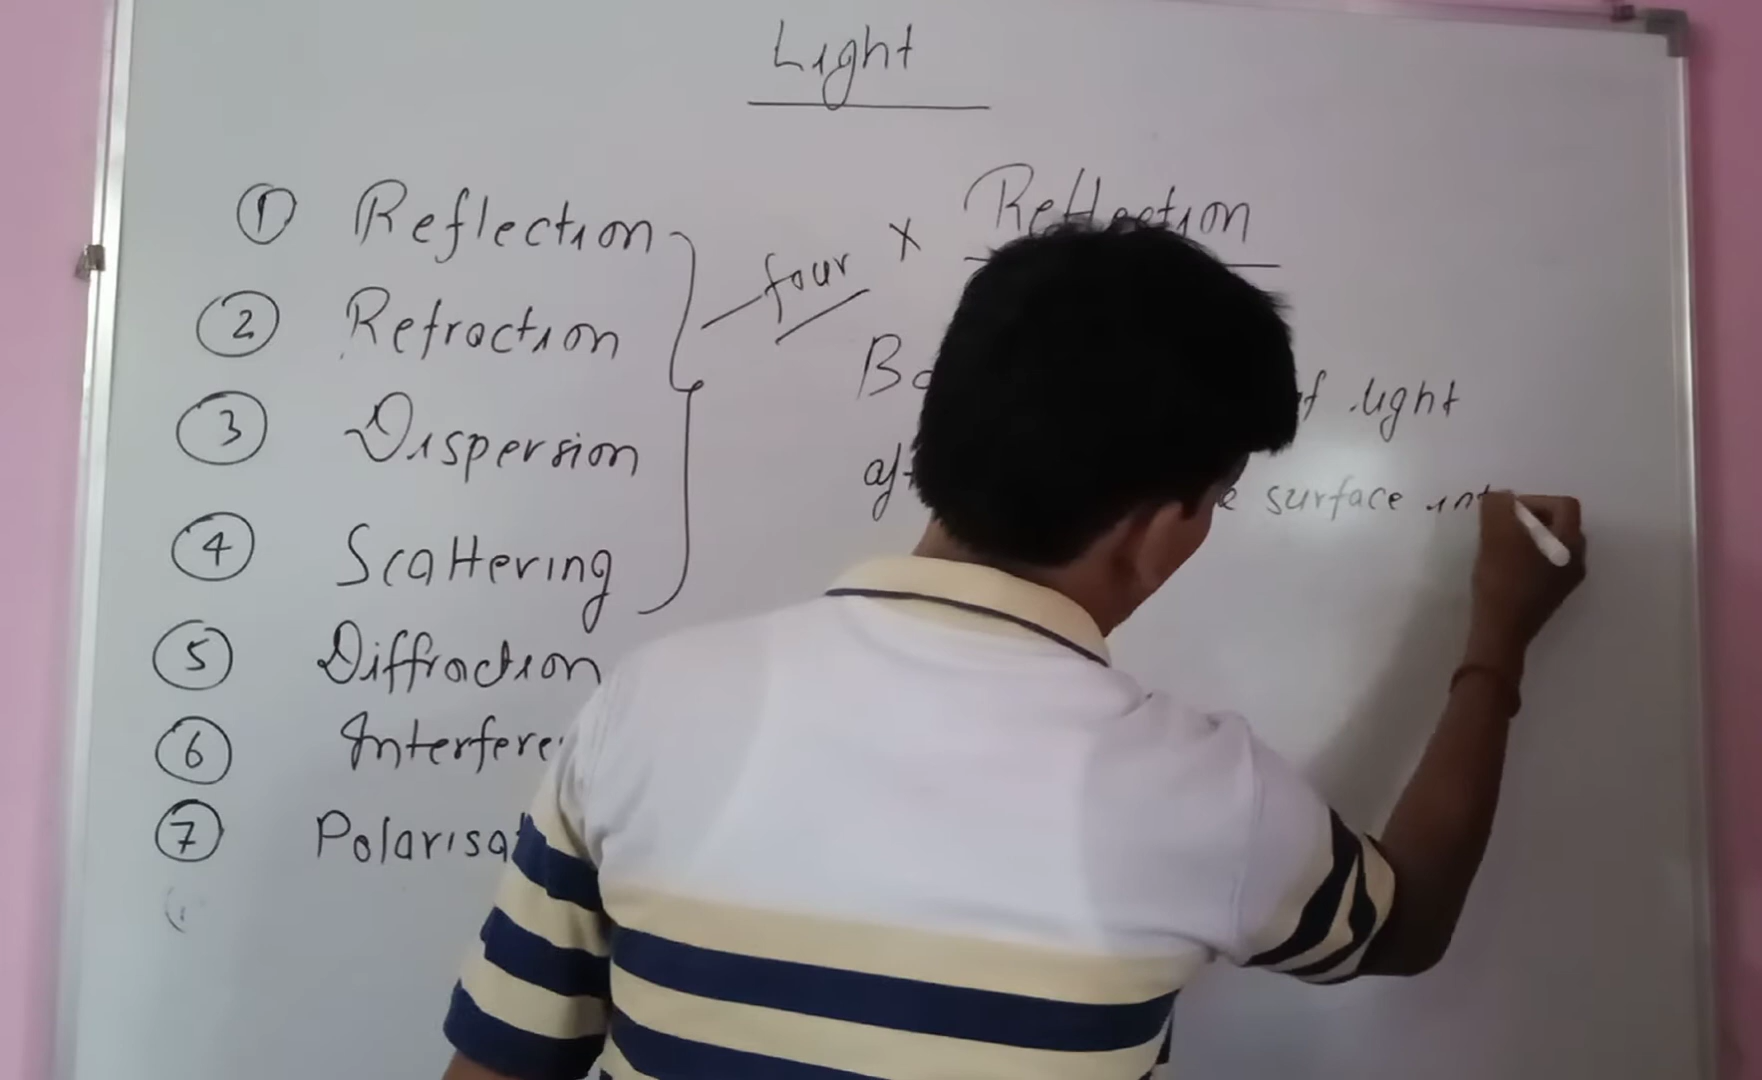 Light
① Reflection
② Refraction
③ Dispersion
④ Scattering
⑤ Diffraction
⑥ Interfere
⑦ Polarisa
four
x Reflection
of light
surface int